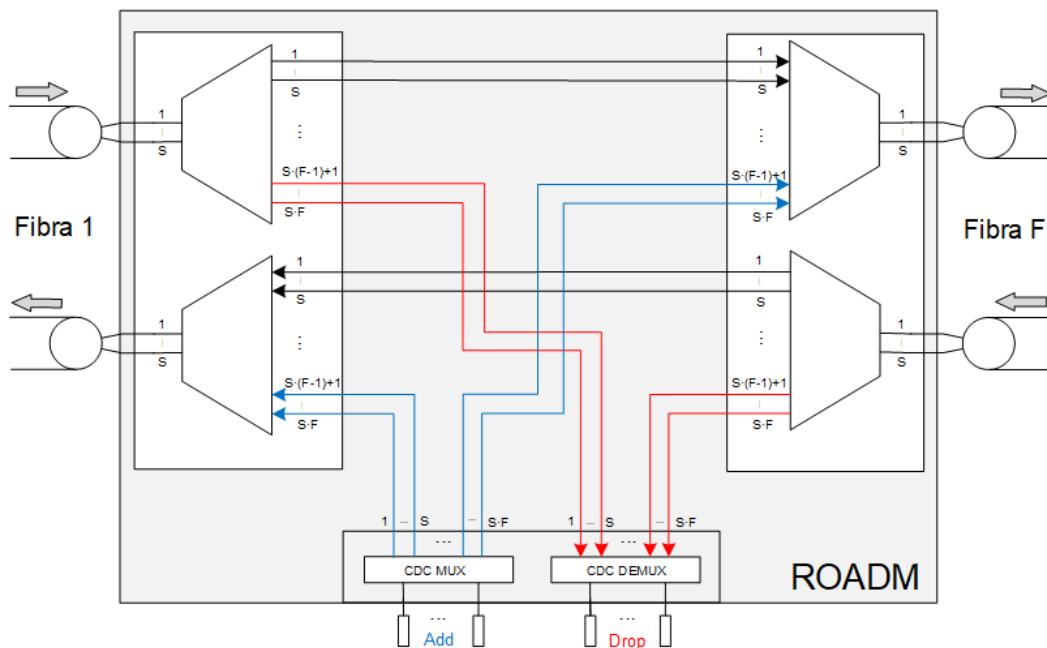 1
S
...
S·(F-1)+1
S·F
1
S
Fibra 1
1
S
...
S·(F-1)+1
S·F
1
S
1
S
...
S·(F-1)+1
S·F
1
S
Fibra F
1
S
...
S·(F-1)+1
S·F
1
S
1 ... S ... S·F
1 ... S ... S·F
... ...
CDC MUX
CDC DEMUX
ROADM
... ...
Add
Drop